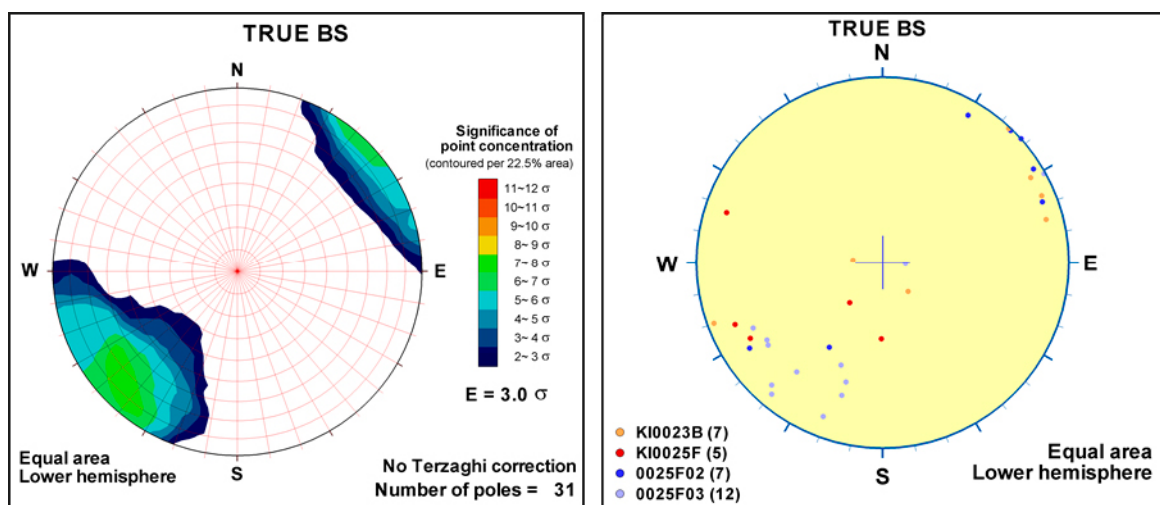 TRUE BS
N
Significance of
point concentration
(contoured per 22.5% area)
11~12 σ
10~11 σ
9~10 σ
8~ 9 σ
7~ 8 σ
6~ 7 σ
5~ 6 σ
4~ 5 σ
3~ 4 σ
2~ 3 σ
E = 3.0 σ
W
E
S
Equal area
Lower hemisphere
No Terzaghi correction
Number of poles = 31
TRUE BS
N
W
E
S
KI0023B (7)
KI0025F (5)
0025F02 (7)
0025F03 (12)
Equal area
Lower hemisphere